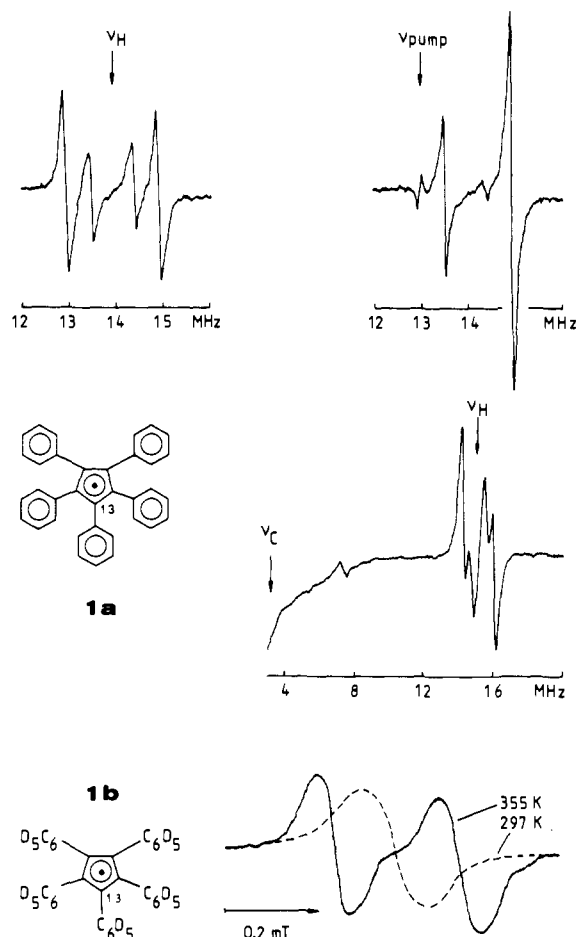 νH
νpump
12 13 14 15 MHz
12 13 14 MHz
νH
13
νC
1a
4 8 12 16 MHz
1b
355 K
297 K
D5C6 C6D5
D5C6 13 C6D5
C6D5
0.2 mT